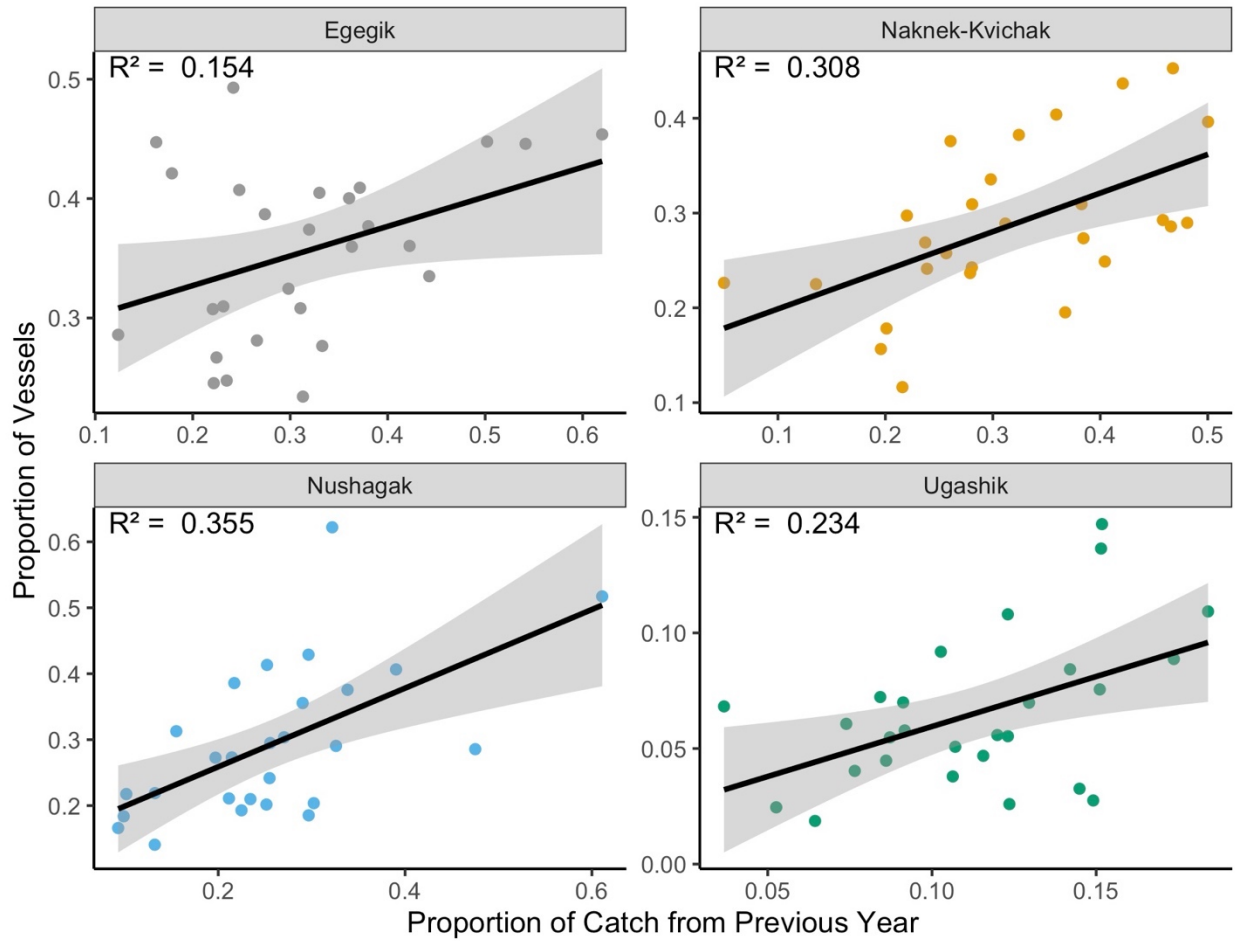 Egegik
R² = 0.154
0.5
0.4
0.3
0.1 0.2 0.3 0.4 0.5 0.6
Naknek-Kvichak
R² = 0.308
0.4
0.3
0.2
0.1
0.1 0.2 0.3 0.4 0.5
Nushagak
R² = 0.355
0.6
0.5
0.4
0.3
0.2
0.2 0.4 0.6
Ugashik
R² = 0.234
0.15
0.10
0.05
0.00
0.05 0.10 0.15
Proportion of Vessels
Proportion of Catch from Previous Year